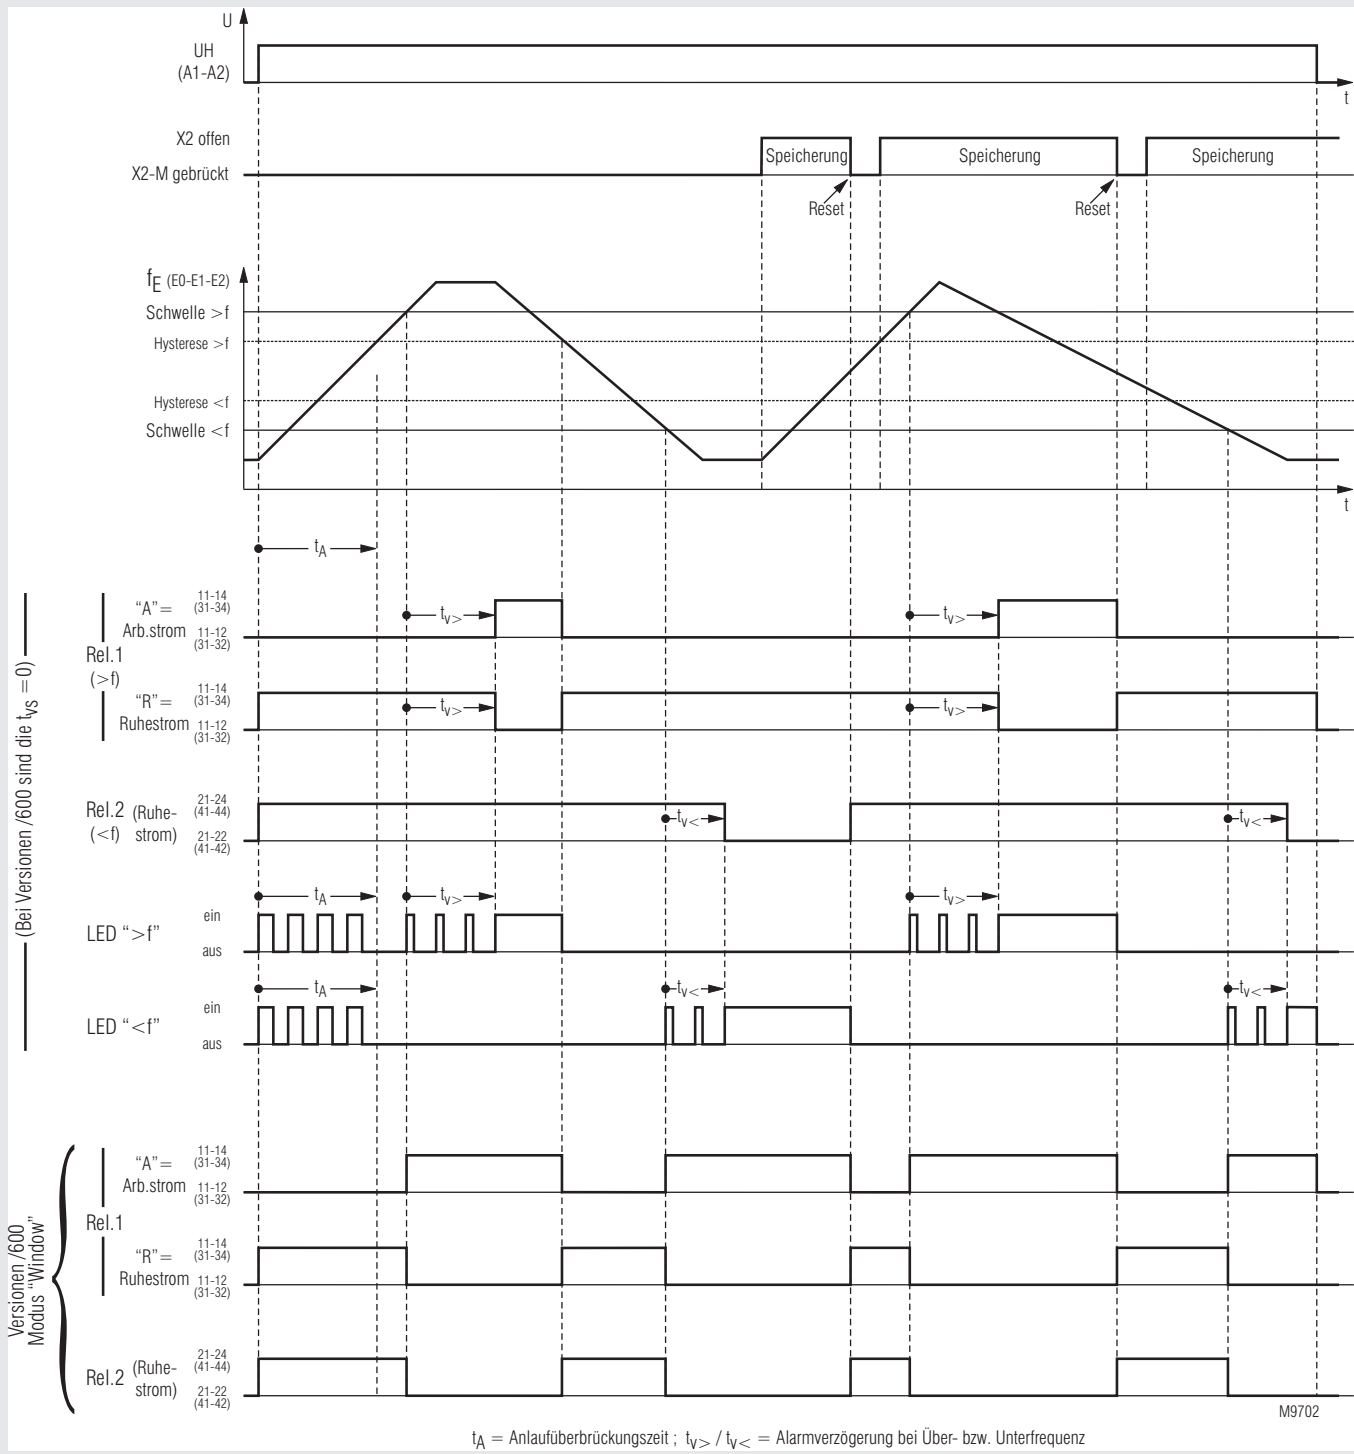 U
UH
(A1-A2)
t
X2 offen
X2-M gebrückt
Speicherung
Speicherung
Speicherung
Reset
Reset
fE (E0-E1-E2)
Schwelle >f
Hysterese >f
Hysterese <f
Schwelle <f
t
tA
(Bei Versionen /600 sind die tvs = 0)
Rel.1
(>f)
"A"=
Arb.strom
11-14
(31-34)
11-12
(31-32)
tv>
tv>
"R"=
Ruhestrom
11-14
(31-34)
11-12
(31-32)
tv>
tv>
Rel.2 (Ruhe-
(<f) strom)
21-24
(41-44)
21-22
(41-42)
tv<
tv<
LED ">f"
ein
aus
tA
tv>
tv>
LED "<f"
ein
aus
tA
tv<
tv<
Versionen /600
Modus "Window"
Rel.1
"A"=
Arb.strom
11-14
(31-34)
11-12
(31-32)
"R"=
Ruhestrom
11-14
(31-34)
11-12
(31-32)
Rel.2 (Ruhe-
strom)
21-24
(41-44)
21-22
(41-42)
M9702
tA = Anlaufüberbrückungszeit ; tv> / tv< = Alarmverzögerung bei Über- bzw. Unterfrequenz